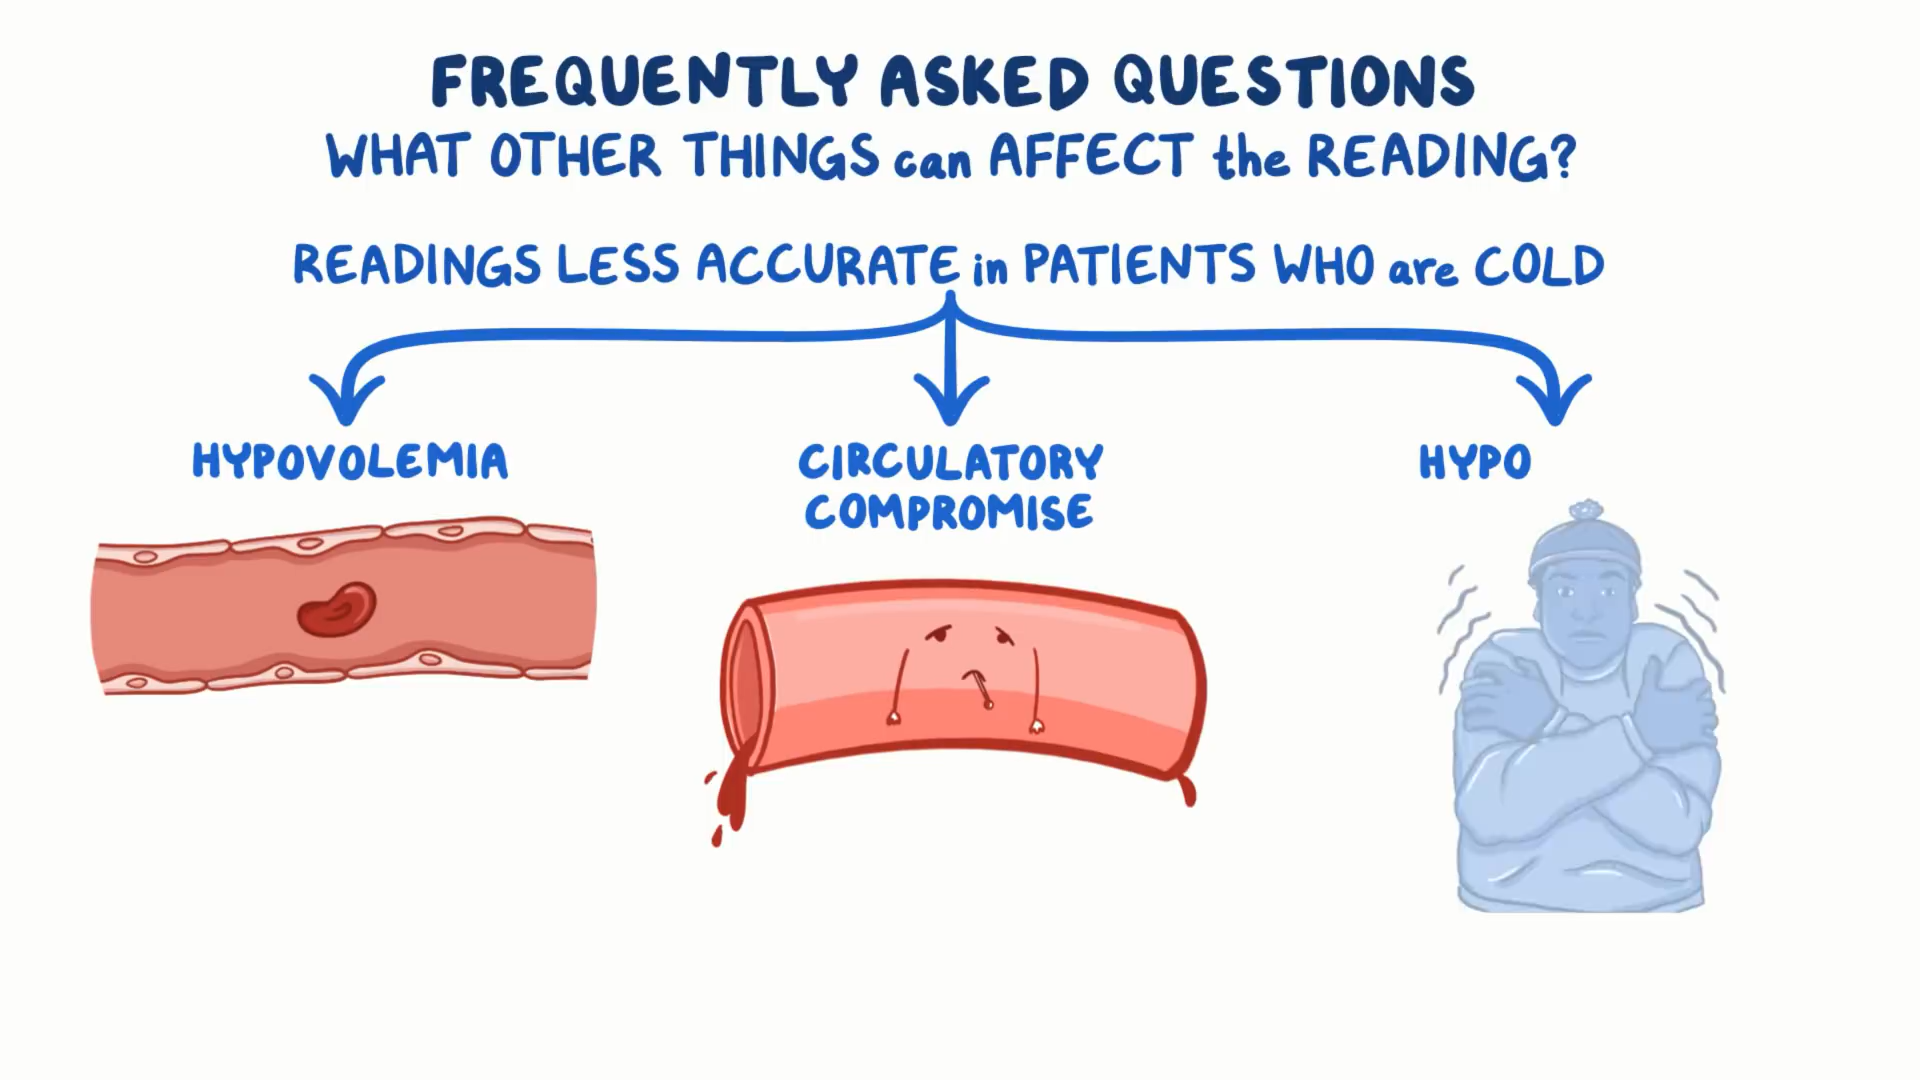 FREQUENTLY ASKED QUESTIONS
WHAT OTHER THINGS can AFFECT the READING?
READINGS LESS ACCURATE in PATIENTS WHO are COLD
HYPOVOLEMIA
CIRCULATORY
COMPROMISE
HYPO